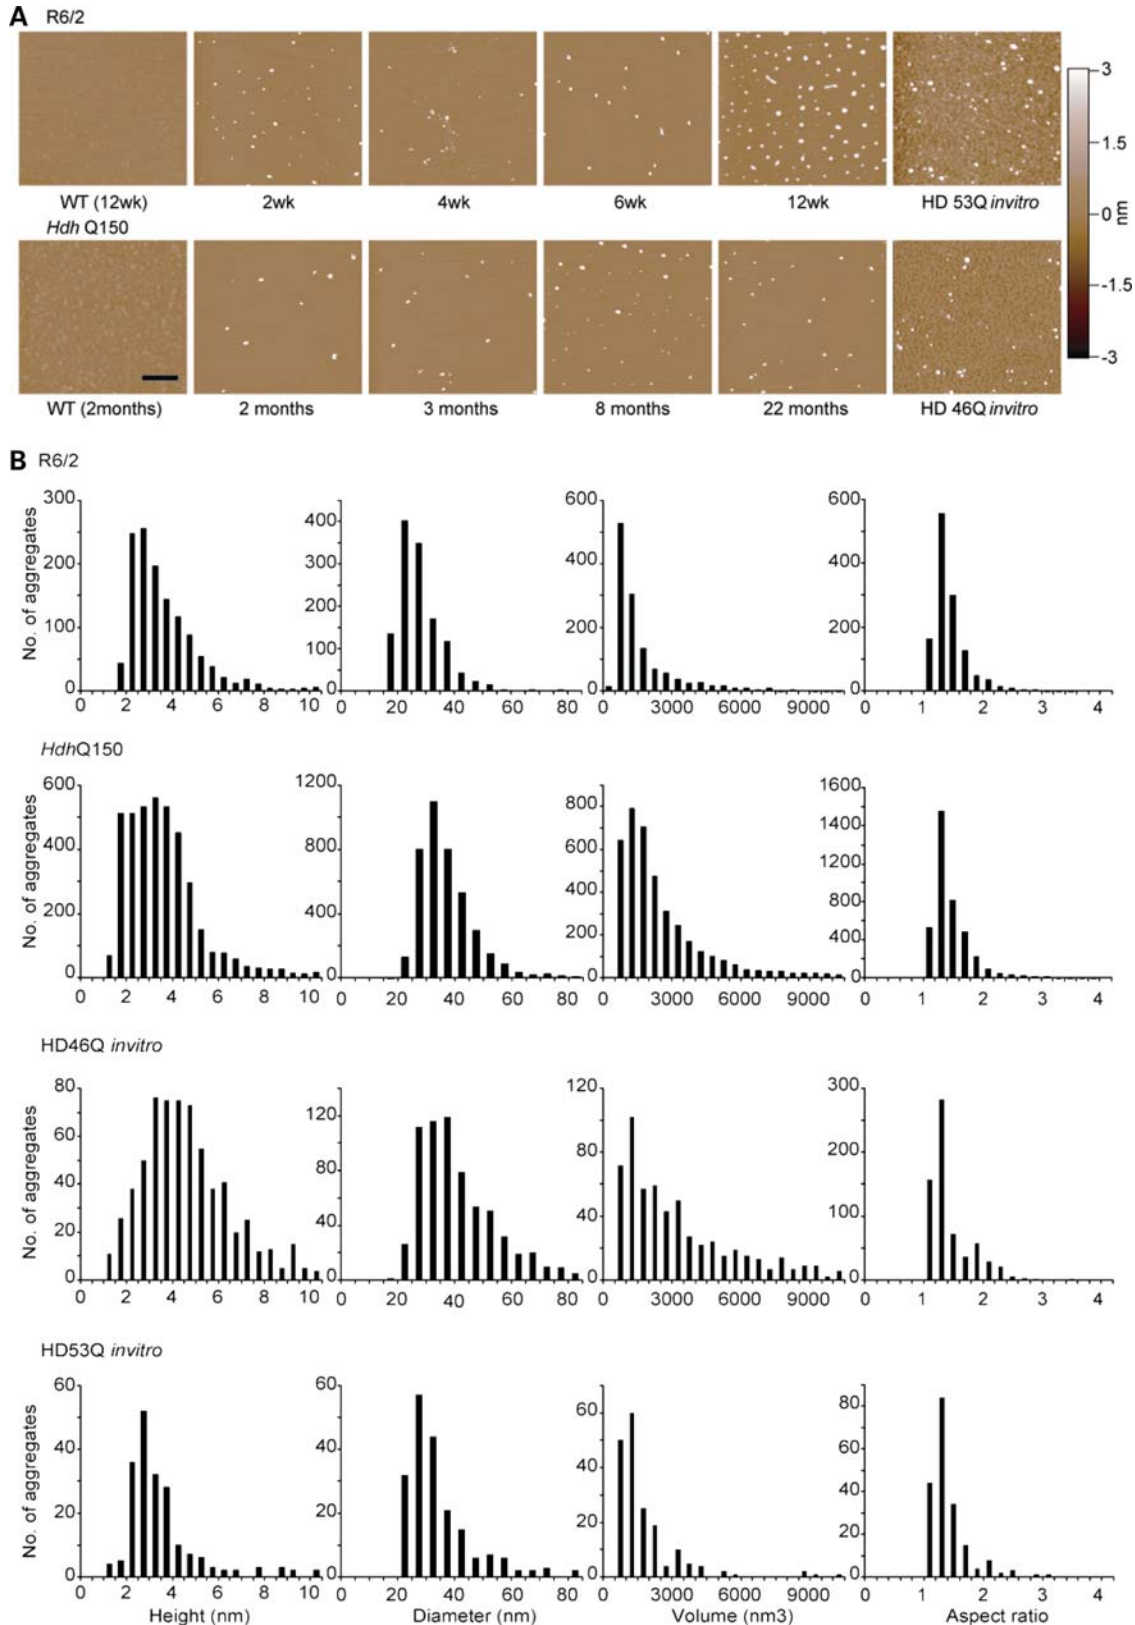 A R6/2
WT (12wk) 2wk 4wk 6wk 12wk HD 53Q invitro
Hdh Q150
WT (2months) 2 months 3 months 8 months 22 months HD 46Q invitro
3
1.5
0 nm
-1.5
-3
B R6/2
No. of aggregates
300
200
100
0
0 2 4 6 8 10
400
300
200
100
0
0 20 40 60 80
600
400
200
0
0 3000 6000 9000
600
400
200
0
0 1 2 3 4
HdhQ150
No. of aggregates
600
400
200
0
0 2 4 6 8 10
1200
800
400
0
0 20 40 60 80
800
600
400
200
0
0 3000 6000 9000
1600
1400
1200
1000
800
400
0
0 1 2 3 4
HD46Q invitro
No. of aggregates
80
60
40
20
0
0 2 4 6 8 10
120
80
40
0
0 20 40 60 80
120
80
40
0
0 3000 6000 9000
300
200
100
0
0 1 2 3 4
HD53Q invitro
No. of aggregates
60
40
20
0
0 2 4 6 8 10
Height (nm)
60
40
20
0
0 20 40 60 80
Diameter (nm)
60
40
20
0
0 3000 6000 9000
Volume (nm3)
80
60
40
20
0
0 1 2 3 4
Aspect ratio